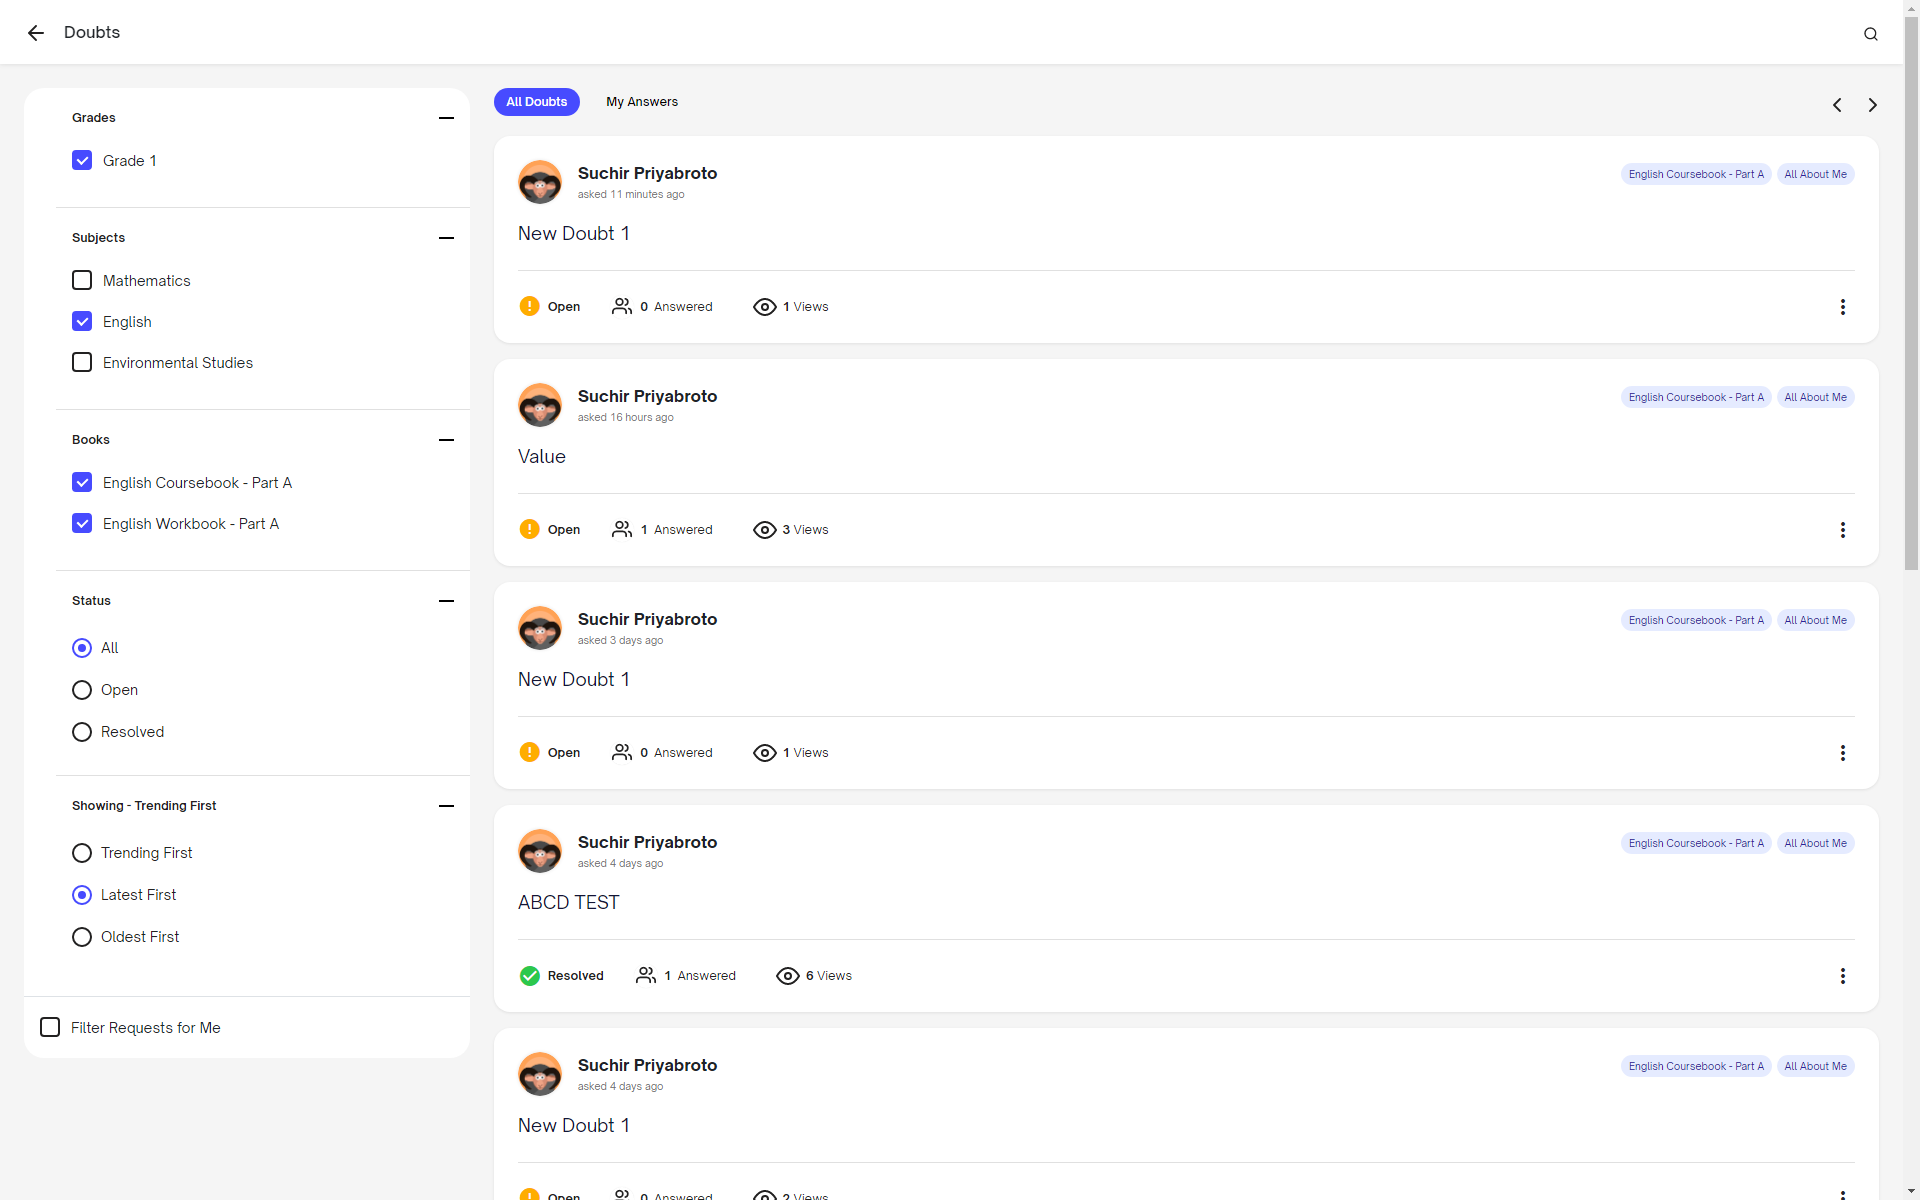 Doubts
Grades
Grade 1
Subjects
Mathematics
English
Environmental Studies
Books
English Coursebook - Part A
English Workbook - Part A
Status
All
Open
Resolved
Showing - Trending First
Trending First
Latest First
Oldest First
Filter Requests for Me
All Doubts My Answers
Suchir Priyabroto
asked 11 minutes ago
English Coursebook - Part A All About Me
New Doubt 1
Open 0 Answered 1 Views
Suchir Priyabroto
asked 16 hours ago
English Coursebook - Part A All About Me
Value
Open 1 Answered 3 Views
Suchir Priyabroto
asked 3 days ago
English Coursebook - Part A All About Me
New Doubt 1
Open 0 Answered 1 Views
Suchir Priyabroto
asked 4 days ago
English Coursebook - Part A All About Me
ABCD TEST
Resolved 1 Answered 6 Views
Suchir Priyabroto
asked 4 days ago
English Coursebook - Part A All About Me
New Doubt 1
Open 0 Answered 2 Views